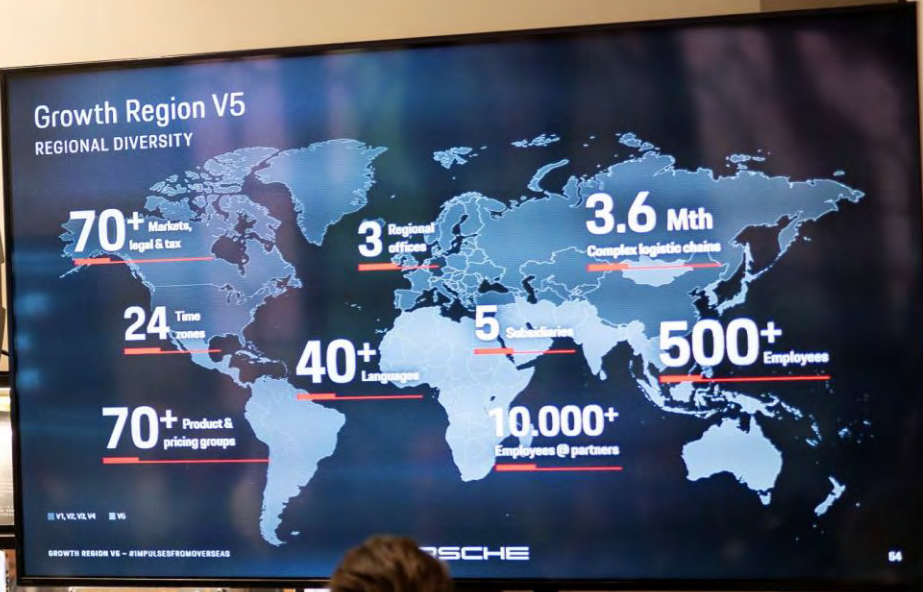 Growth Region V5
REGIONAL DIVERSITY
70+ Markets,
legal & tax
3 Regional
offices
3.6 Mth
Complex logistic chains
24 Time
zones
40+
Languages
5 Subsidiaries
500+
Employees
70+ Product &
pricing groups
10.000+
Employees @ partners
V1, V2, V3, V4 V5
GROWTH REGION V5 – #IMPULSESFROMOVERSEAS
SCHE
54